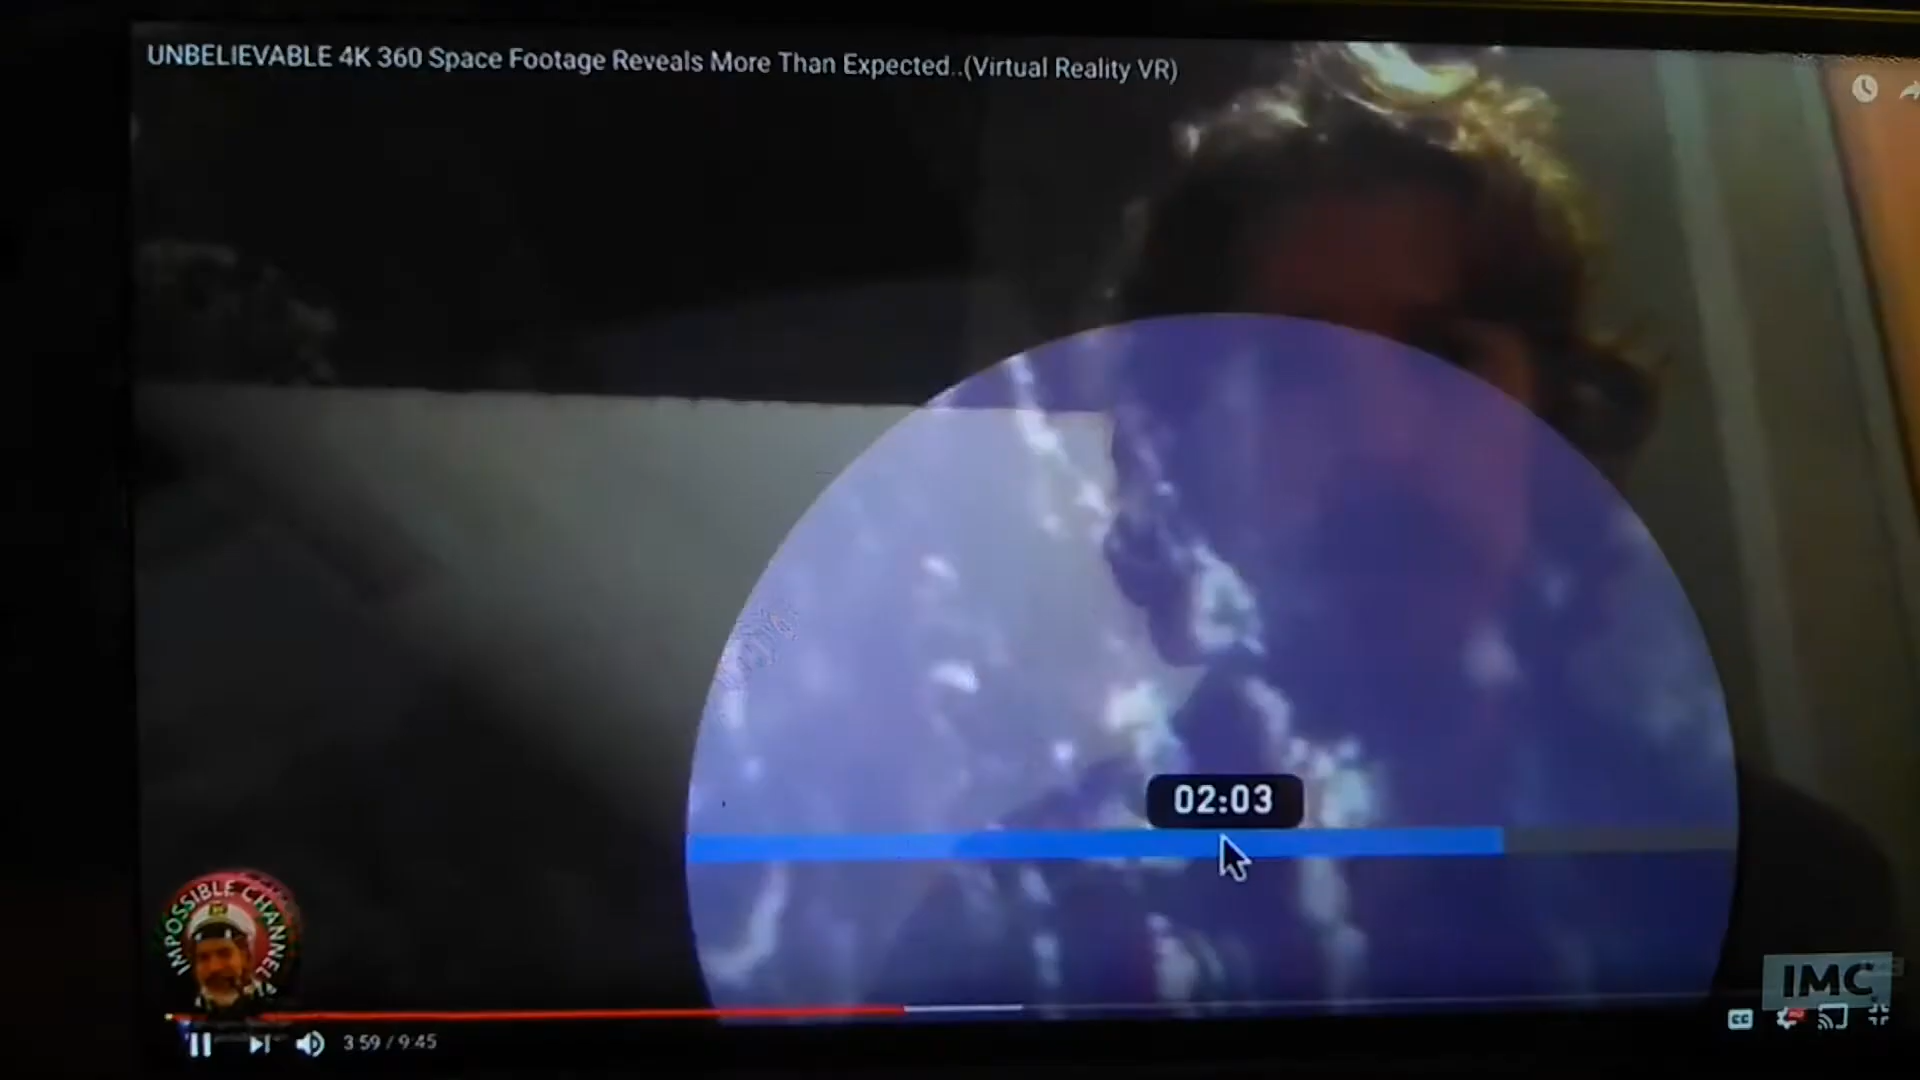 UNBELIEVABLE 4K 360 Space Footage Reveals More Than Expected..(Virtual Reality VR)
02:03
IMPOSSIBLE CHANNEL
IMC
CC
3:59 / 9:45